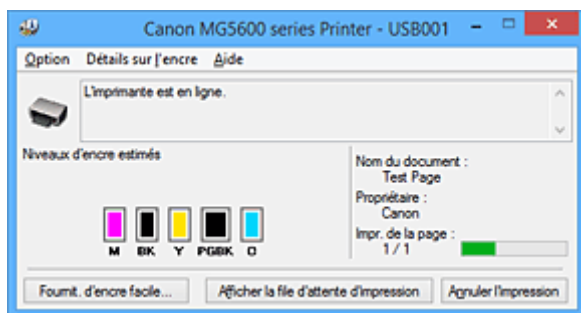 Canon MG5600 series Printer - USB001
Option Détails sur l'encre Aide
L'imprimante est en ligne.
Niveaux d'encre estimés
Nom du document :
Test Page
Propriétaire :
Canon
Impr. de la page :
1 / 1
M BK Y PGBK C
Fournit. d'encre facile... Afficher la file d'attente d'impression Annuler l'impression